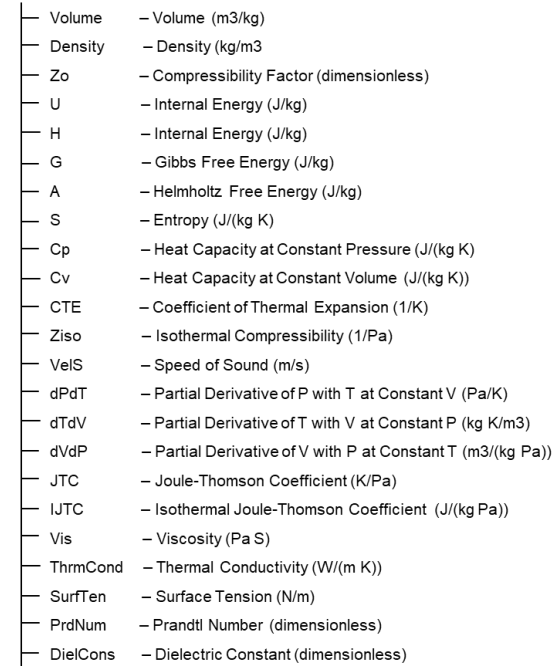 Volume – Volume (m3/kg)
Density – Density (kg/m3
Zo – Compressibility Factor (dimensionless)
U – Internal Energy (J/kg)
H – Internal Energy (J/kg)
G – Gibbs Free Energy (J/kg)
A – Helmholtz Free Energy (J/kg)
S – Entropy (J/(kg K)
Cp – Heat Capacity at Constant Pressure (J/(kg K)
Cv – Heat Capacity at Constant Volume (J/(kg K))
CTE – Coefficient of Thermal Expansion (1/K)
Ziso – Isothermal Compressibility (1/Pa)
VelS – Speed of Sound (m/s)
dPdT – Partial Derivative of P with T at Constant V (Pa/K)
dTdV – Partial Derivative of T with V at Constant P (kg K/m3)
dVdP – Partial Derivative of V with P at Constant T (m3/(kg Pa))
JTC – Joule-Thomson Coefficient (K/Pa)
IJTC – Isothermal Joule-Thomson Coefficient (J/(kg Pa))
Vis – Viscosity (Pa S)
ThrmCond – Thermal Conductivity (W/(m K))
SurfTen – Surface Tension (N/m)
PrdNum – Prandtl Number (dimensionless)
DielCons – Dielectric Constant (dimensionless)